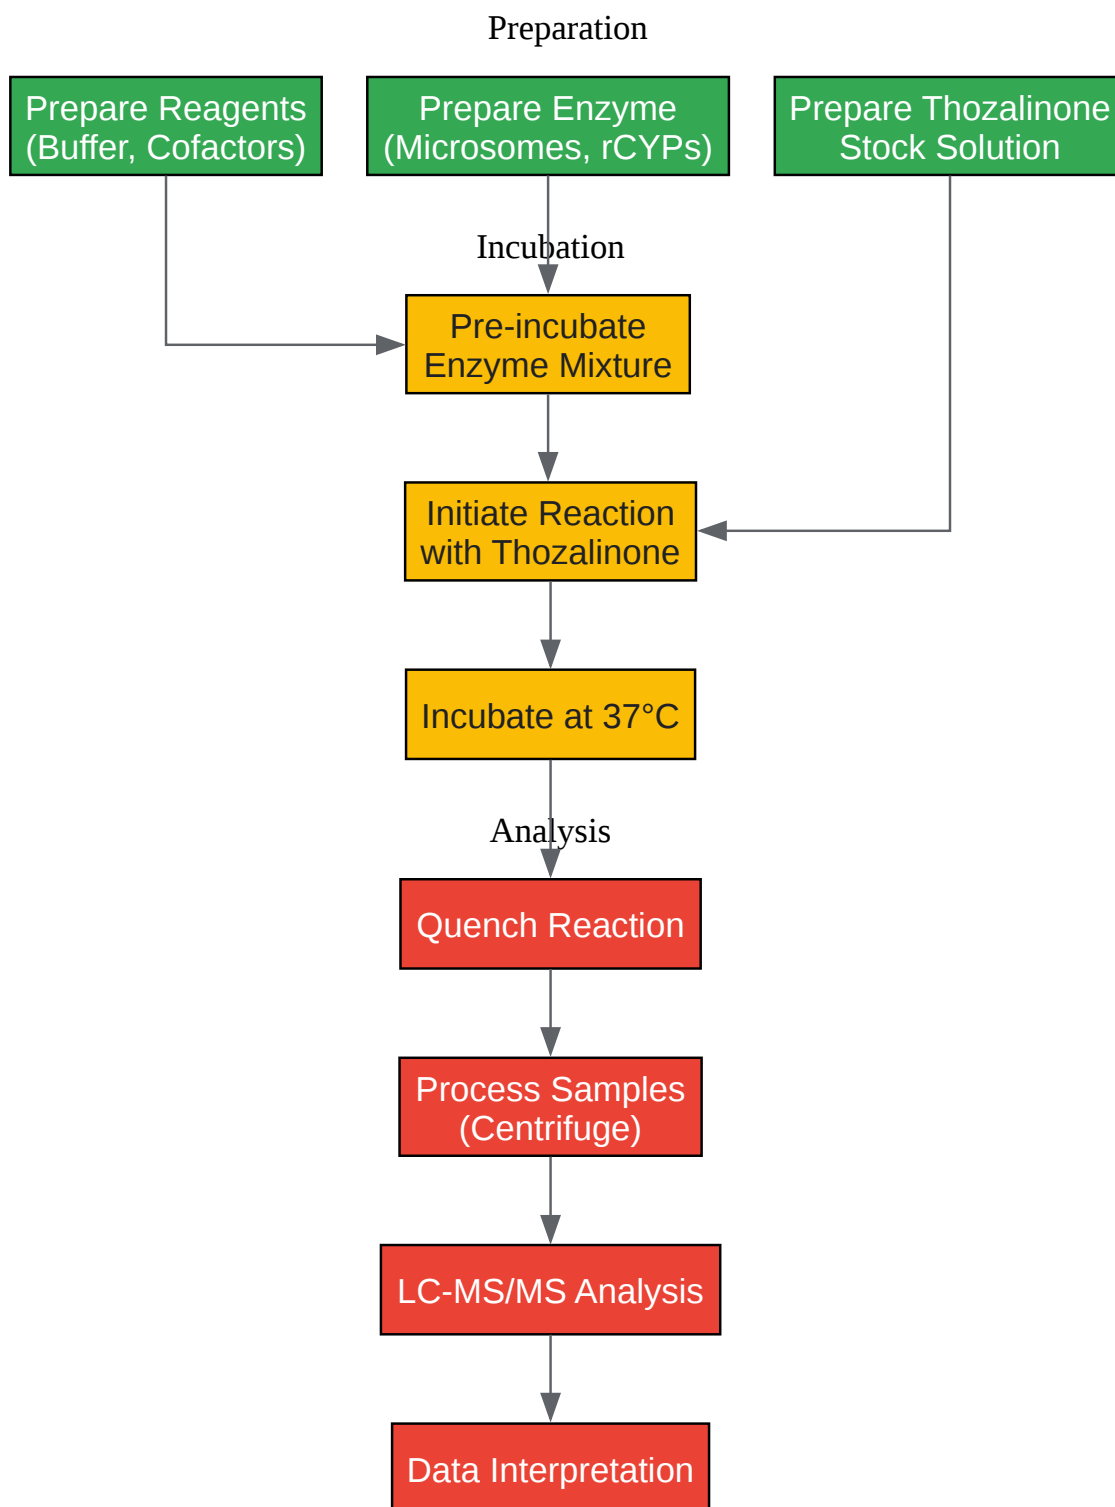 Preparation
Prepare Reagents
(Buffer, Cofactors)
Prepare Enzyme
(Microsomes, rCYPs)
Prepare Thozalinone
Stock Solution
Incubation
Pre-incubate
Enzyme Mixture
Initiate Reaction
with Thozalinone
Incubate at 37°C
Analysis
Quench Reaction
Process Samples
(Centrifuge)
LC-MS/MS Analysis
Data Interpretation